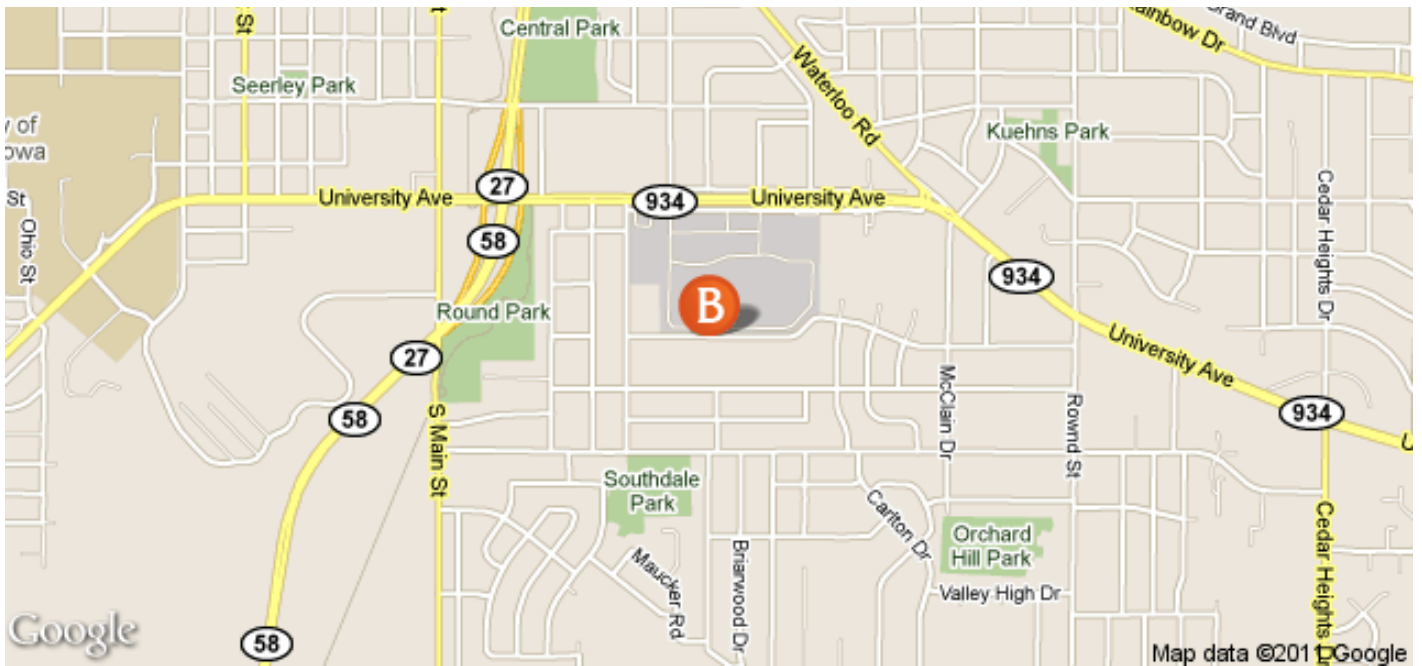 St
St
Central Park
Rainbow Dr
Grand Blvd
Seerley Park
Waterloo Rd
Kuehns Park
y of
owa
27
University Ave
934
University Ave
St
Ohio St
58
Cedar Heights Dr
934
Round Park
B
27
University Ave
McClain Dr
58
S Main St
Rownd St
934
U
Southdale
Park
Carlton Dr
Orchard
Hill Park
Maucker Rd
Briarwood Dr
Valley High Dr
Cedar Heights D
58
Google
Map data ©2011 Google